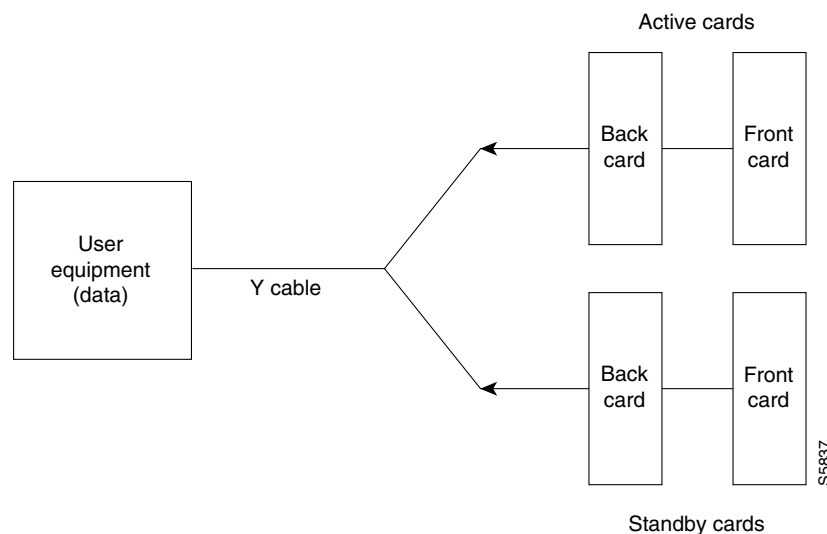 Active cards
Back
card
Front
card
User
equipment
(data)
Y cable
Back
card
Front
card
S5837
Standby cards